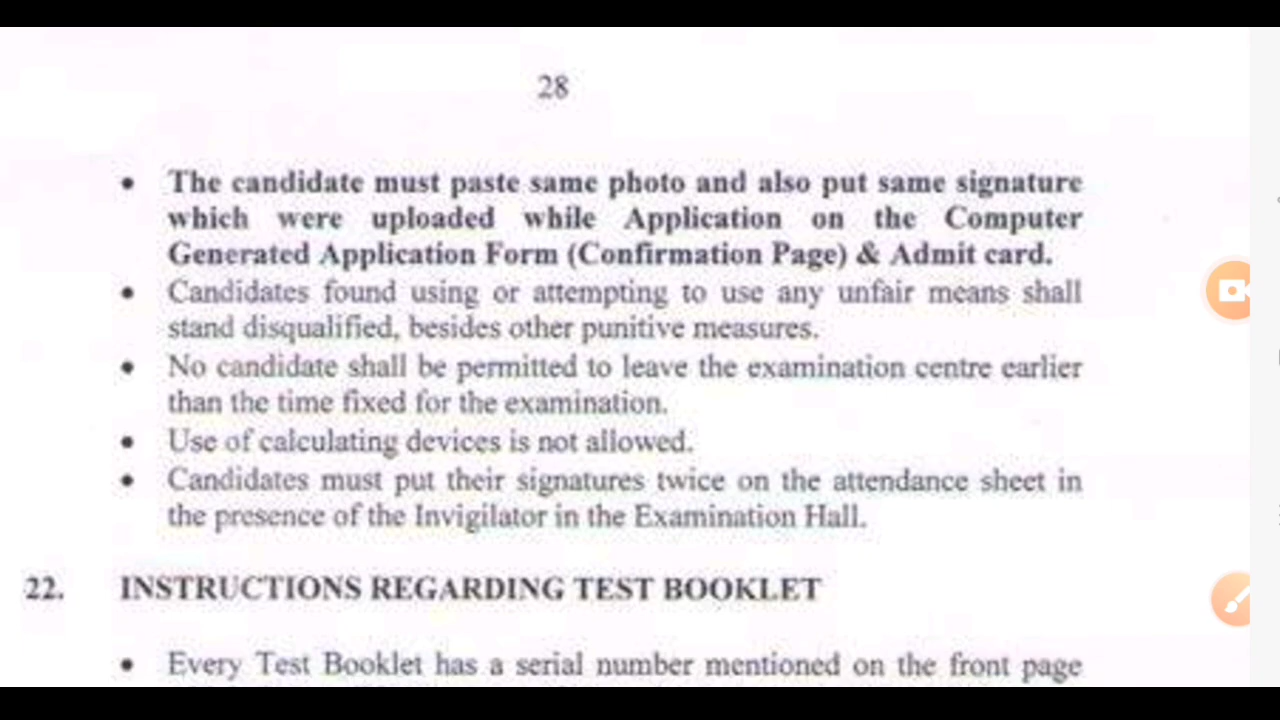 28
• The candidate must paste same photo and also put same signature
which were uploaded while Application on the Computer
Generated Application Form (Confirmation Page) & Admit card.
• Candidates found using or attempting to use any unfair means shall
stand disqualified, besides other punitive measures.
• No candidate shall be permitted to leave the examination centre earlier
than the time fixed for the examination.
• Use of calculating devices is not allowed.
• Candidates must put their signatures twice on the attendance sheet in
the presence of the Invigilator in the Examination Hall.
22. INSTRUCTIONS REGARDING TEST BOOKLET
• Every Test Booklet has a serial number mentioned on the front page